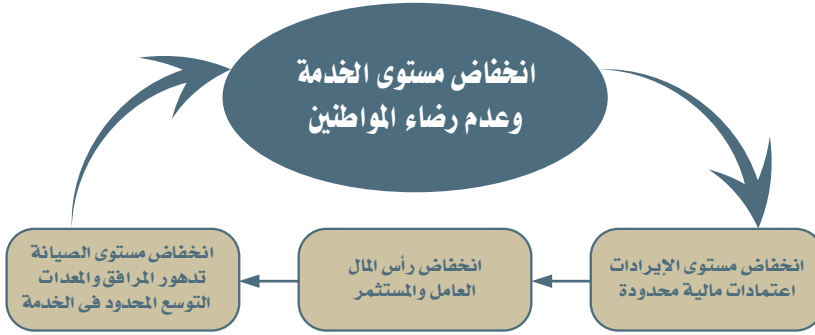 انخفاض مستوى الخدمة
وعدم رضاء المواطنين
انخفاض مستوى الإيرادات
اعتمادات مالية محدودة
انخفاض رأس المال
العامل والمستثمر
انخفاض مستوى الصيانة
تدهور المرافق والمعدات
التوسع المحدود فى الخدمة